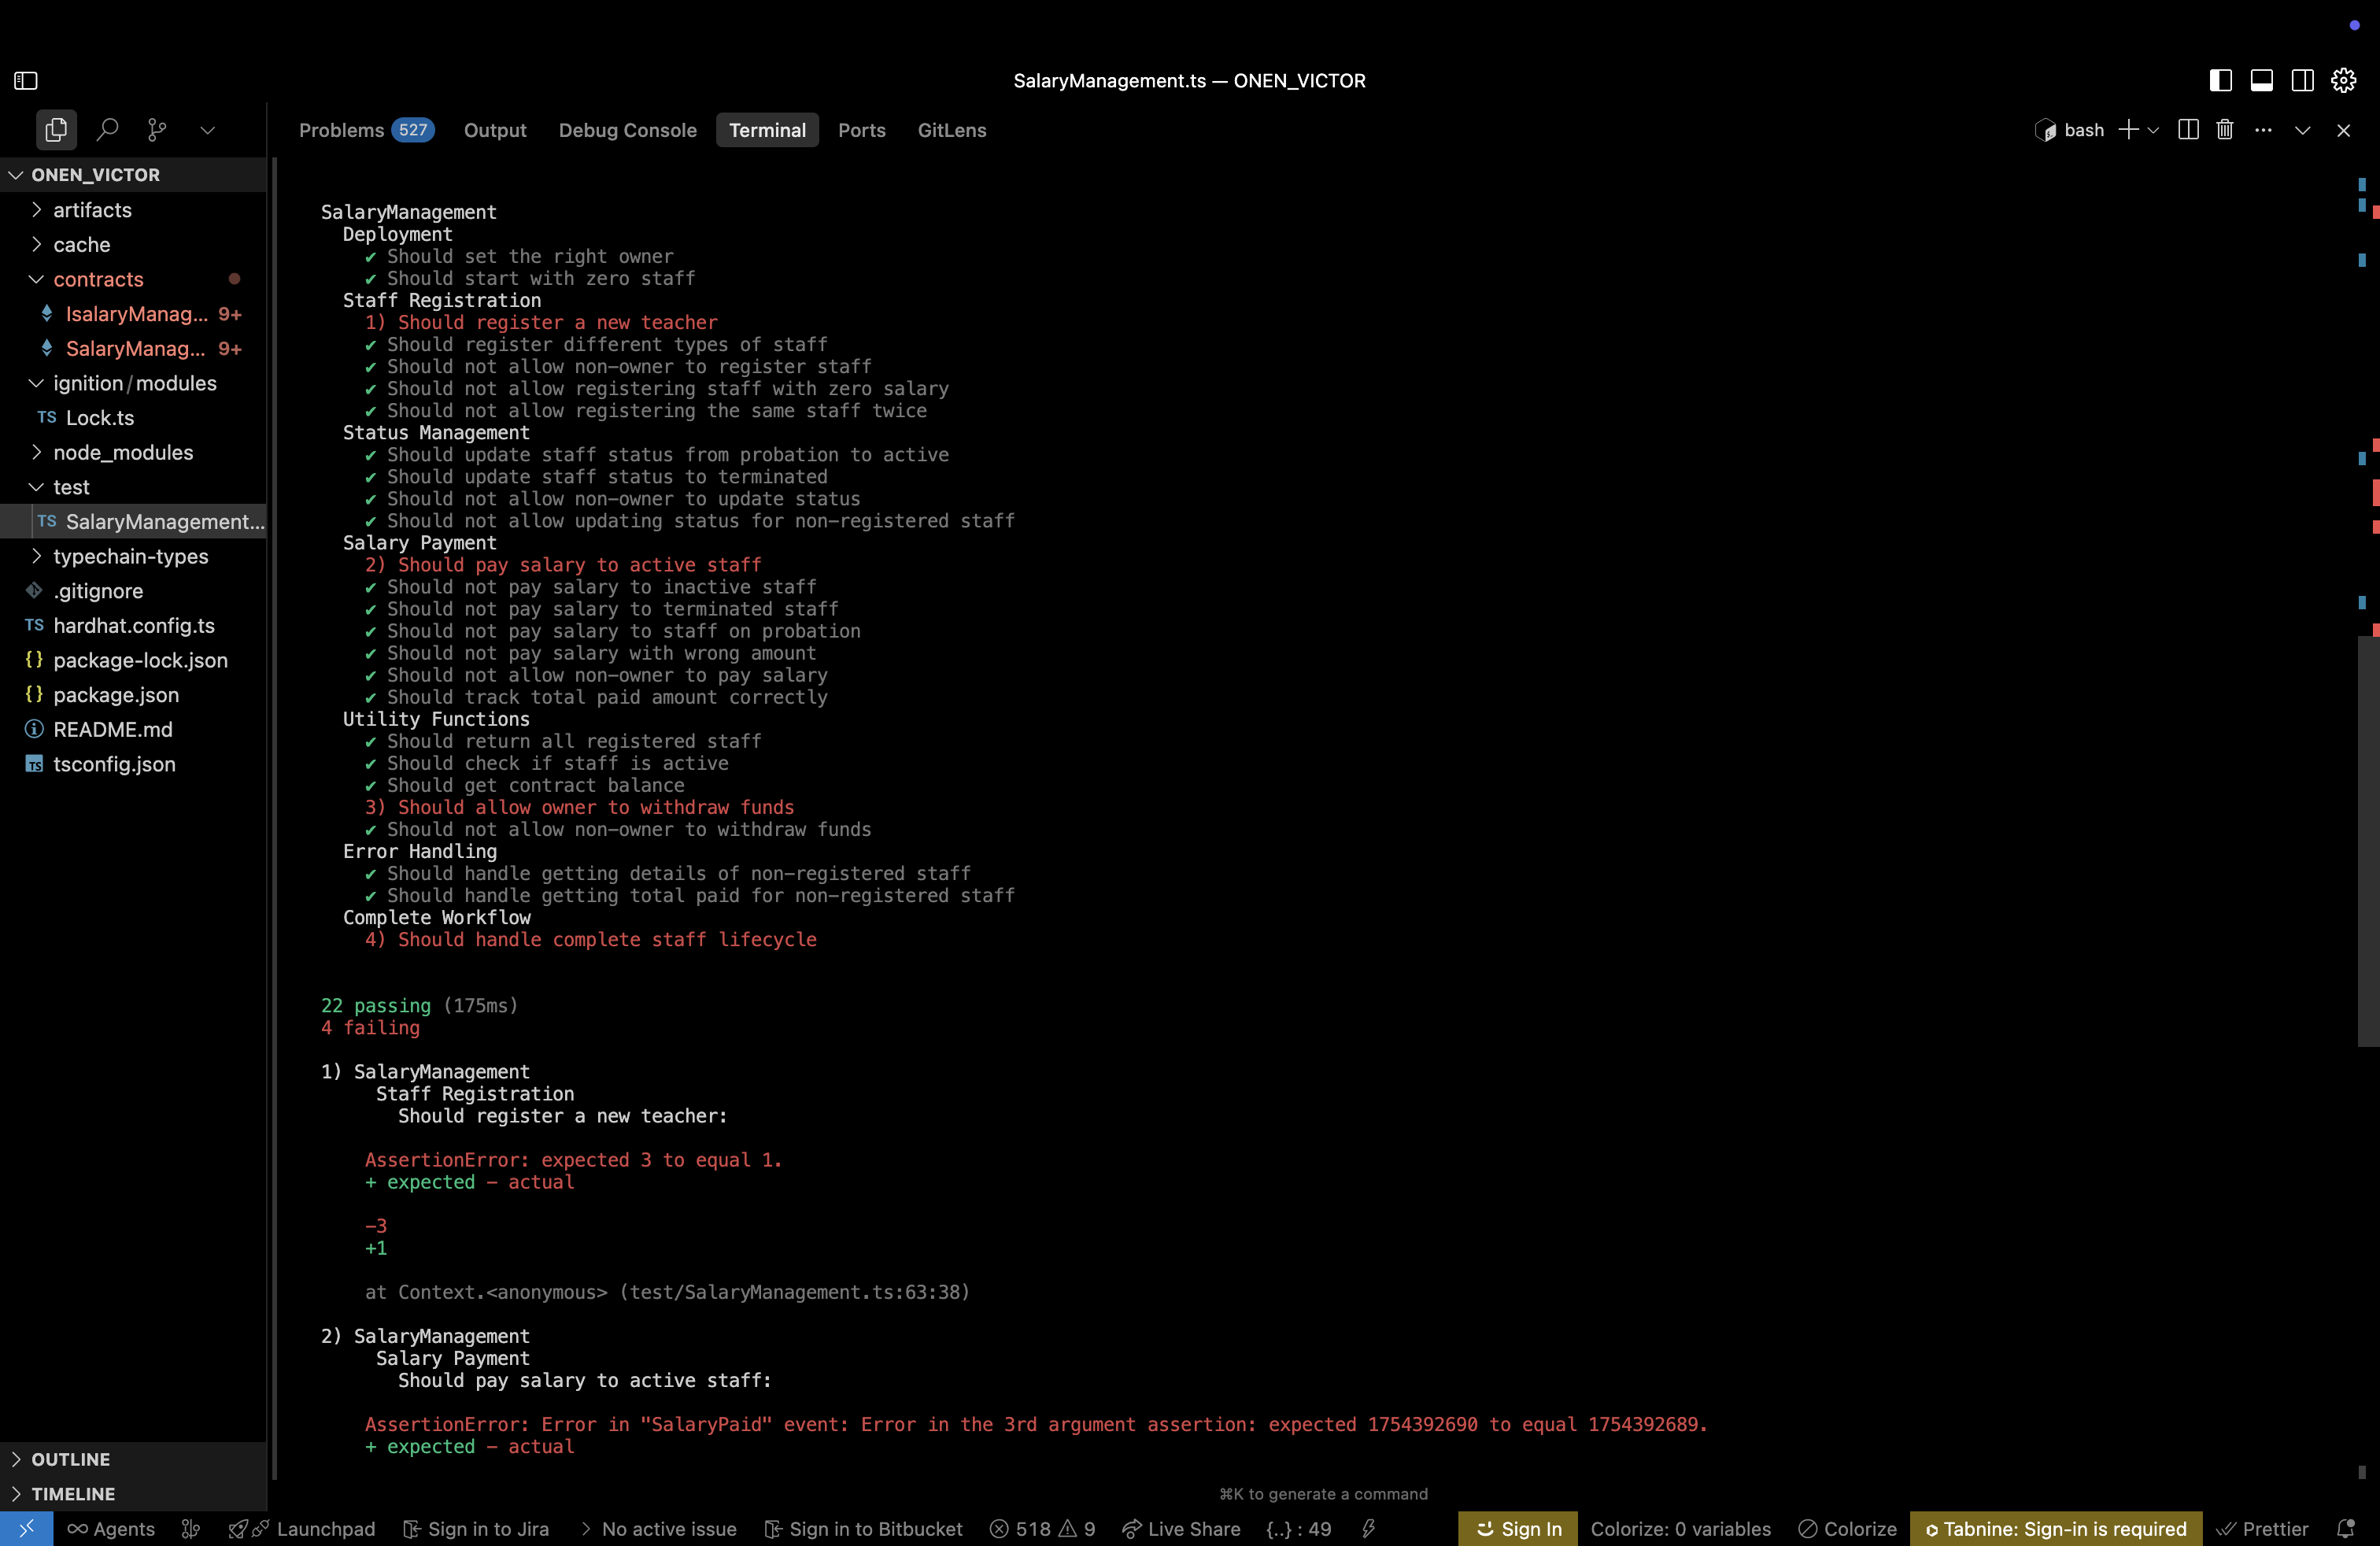 SalaryManagement.ts — ONEN_VICTOR
Problems 527 Output Debug Console Terminal Ports GitLens
bash
ONEN_VICTOR
artifacts
cache
contracts
IsalaryManag... 9+
SalaryManag... 9+
ignition/modules
TS Lock.ts
node_modules
test
TS SalaryManagement...
typechain-types
.gitignore
TS hardhat.config.ts
{} package-lock.json
{} package.json
README.md
TS tsconfig.json
OUTLINE
TIMELINE
SalaryManagement
Deployment
✔ Should set the right owner
✔ Should start with zero staff
Staff Registration
1) Should register a new teacher
✔ Should register different types of staff
✔ Should not allow non-owner to register staff
✔ Should not allow registering staff with zero salary
✔ Should not allow registering the same staff twice
Status Management
✔ Should update staff status from probation to active
✔ Should update staff status to terminated
✔ Should not allow non-owner to update status
✔ Should not allow updating status for non-registered staff
Salary Payment
2) Should pay salary to active staff
✔ Should not pay salary to inactive staff
✔ Should not pay salary to terminated staff
✔ Should not pay salary to staff on probation
✔ Should not pay salary with wrong amount
✔ Should not allow non-owner to pay salary
✔ Should track total paid amount correctly
Utility Functions
✔ Should return all registered staff
✔ Should check if staff is active
✔ Should get contract balance
3) Should allow owner to withdraw funds
✔ Should not allow non-owner to withdraw funds
Error Handling
✔ Should handle getting details of non-registered staff
✔ Should handle getting total paid for non-registered staff
Complete Workflow
4) Should handle complete staff lifecycle
22 passing (175ms)
4 failing
1) SalaryManagement
Staff Registration
Should register a new teacher:
AssertionError: expected 3 to equal 1.
+ expected - actual
-3
+1
at Context.<anonymous> (test/SalaryManagement.ts:63:38)
2) SalaryManagement
Salary Payment
Should pay salary to active staff:
AssertionError: Error in "SalaryPaid" event: Error in the 3rd argument assertion: expected 1754392690 to equal 1754392689.
+ expected - actual
⌘K to generate a command
Agents Launchpad Sign in to Jira No active issue Sign in to Bitbucket 518 9 Live Share {..} : 49 Sign In Colorize: 0 variables Colorize Tabnine: Sign-in is required Prettier